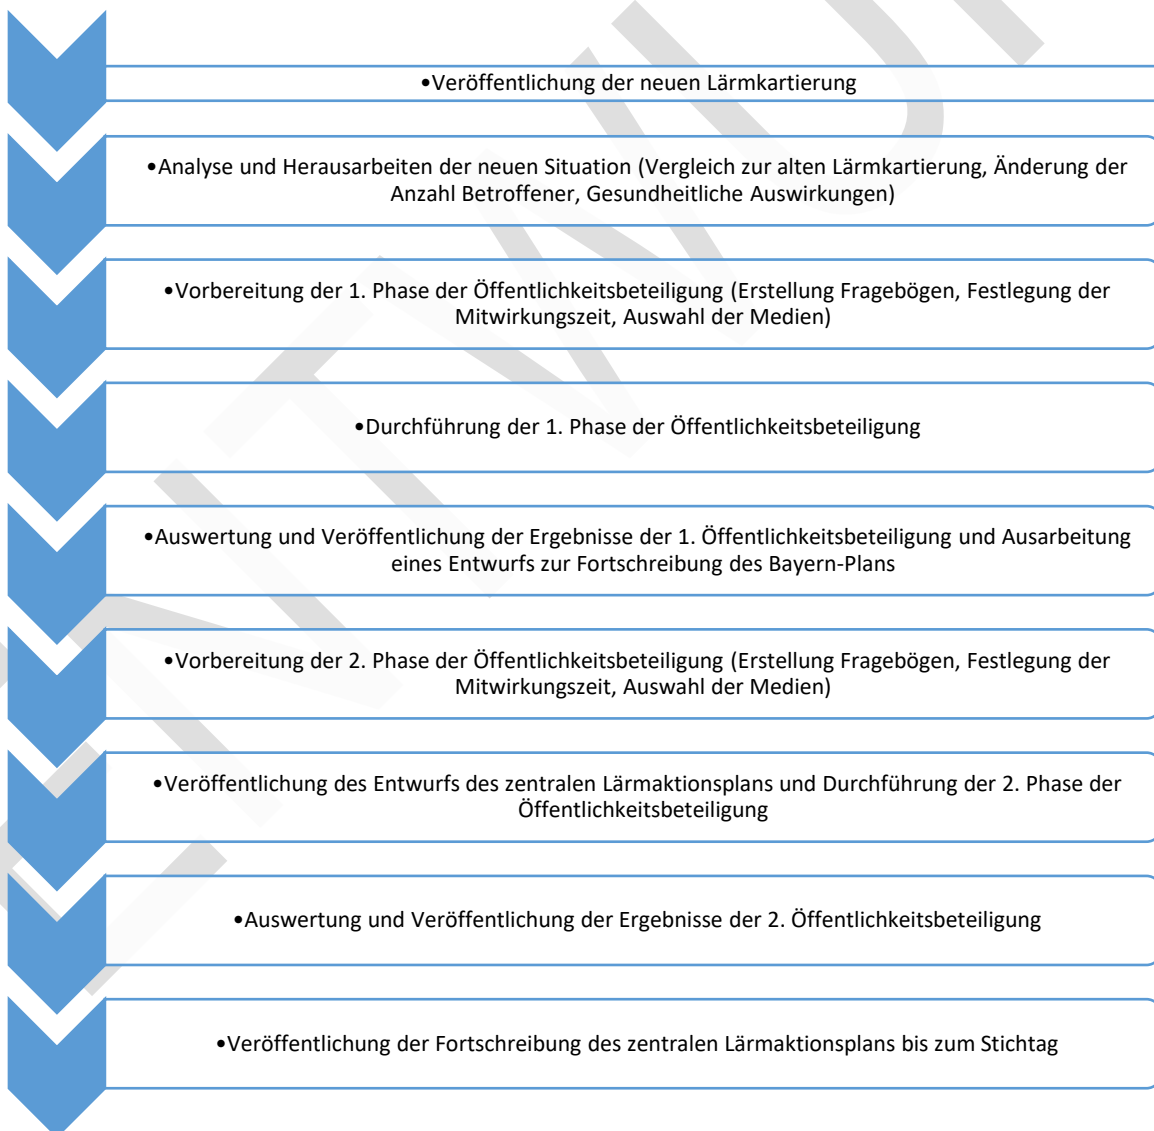 •Veröffentlichung der neuen Lärmkartierung
•Analyse und Herausarbeiten der neuen Situation (Vergleich zur alten Lärmkartierung, Änderung der
Anzahl Betroffener, Gesundheitliche Auswirkungen)
•Vorbereitung der 1. Phase der Öffentlichkeitsbeteiligung (Erstellung Fragebögen, Festlegung der
Mitwirkungszeit, Auswahl der Medien)
•Durchführung der 1. Phase der Öffentlichkeitsbeteiligung
•Auswertung und Veröffentlichung der Ergebnisse der 1. Öffentlichkeitsbeteiligung und Ausarbeitung
eines Entwurfs zur Fortschreibung des Bayern-Plans
•Vorbereitung der 2. Phase der Öffentlichkeitsbeteiligung (Erstellung Fragebögen, Festlegung der
Mitwirkungszeit, Auswahl der Medien)
•Veröffentlichung des Entwurfs des zentralen Lärmaktionsplans und Durchführung der 2. Phase der
Öffentlichkeitsbeteiligung
•Auswertung und Veröffentlichung der Ergebnisse der 2. Öffentlichkeitsbeteiligung
•Veröffentlichung der Fortschreibung des zentralen Lärmaktionsplans bis zum Stichtag